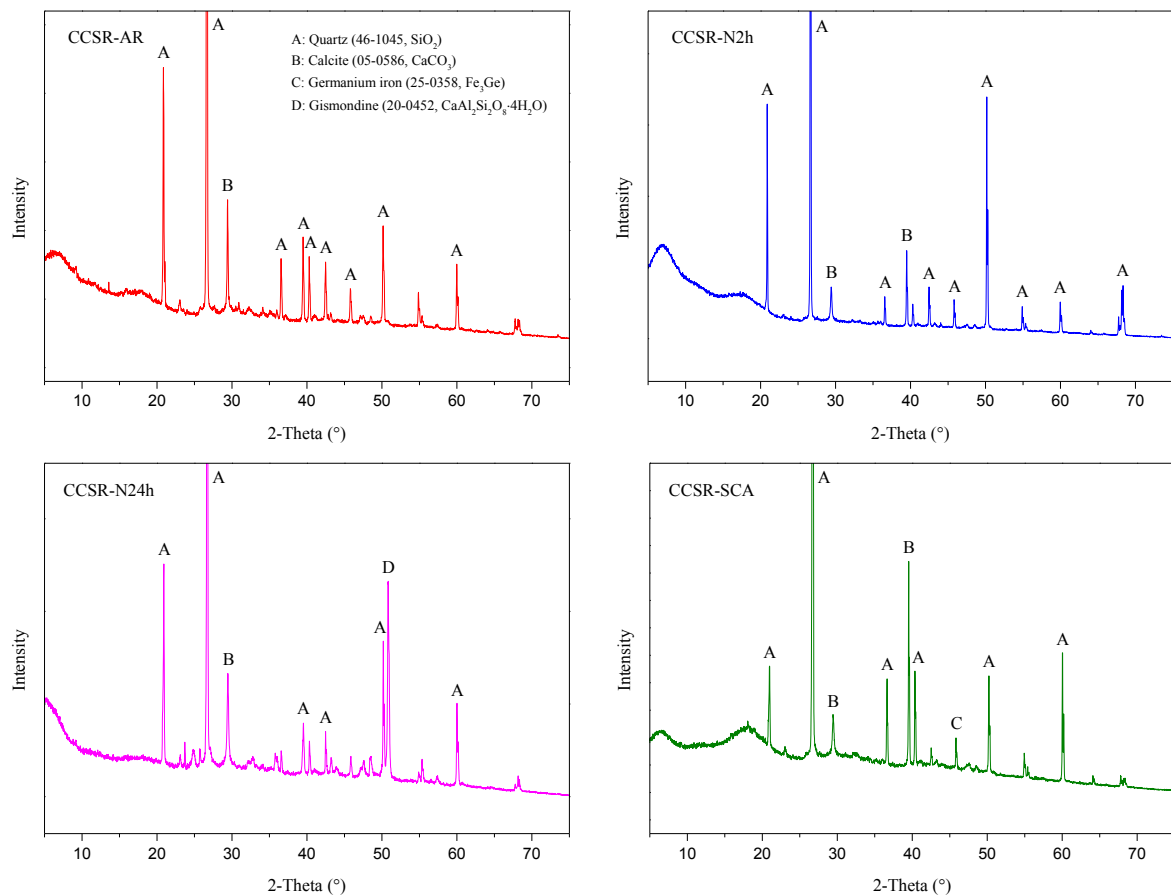 CCSR-AR
A
A
A: Quartz (46-1045, SiO₂)
B: Calcite (05-0586, CaCO₃)
C: Germanium iron (25-0358, Fe₃Ge)
D: Gismondine (20-0452, CaAl₂Si₂O₈·4H₂O)
B
A
A
A
A
A
A
A
Intensity
10 20 30 40 50 60 70
2-Theta (°)
CCSR-N2h
A
A
A
B
B
A
A
A
A
A
A
Intensity
10 20 30 40 50 60 70
2-Theta (°)
CCSR-N24h
A
A
D
B
A
A
A
A
Intensity
10 20 30 40 50 60 70
2-Theta (°)
CCSR-SCA
A
B
A
A
A
A
A
B
C
Intensity
10 20 30 40 50 60 70
2-Theta (°)